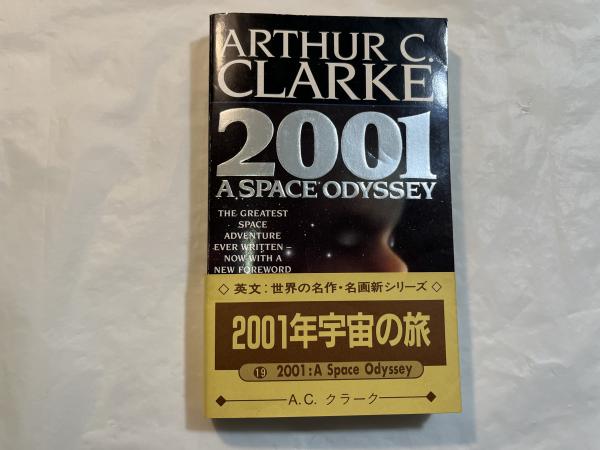 ARTHUR C.
CLARKE
2001
A SPACE ODYSSEY
THE GREATEST
SPACE
ADVENTURE
EVER WRITTEN –
NOW WITH A
NEW FOREWORD
◇ 英文:世界の名作・名画新シリーズ ◇
2001年宇宙の旅
⑲ 2001:A Space Odyssey
A.C. クラーク